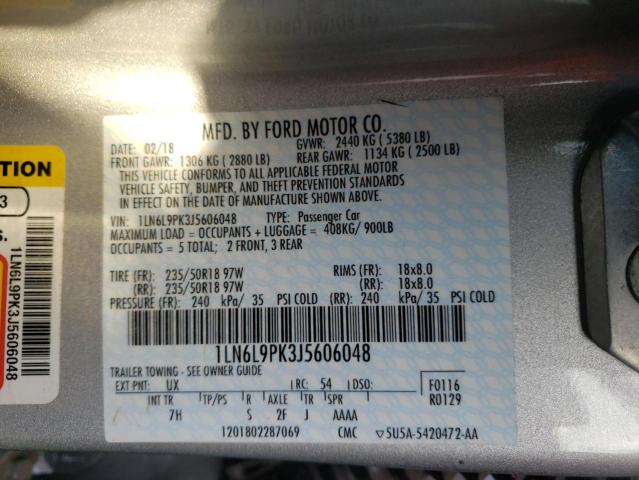 MFD. BY FORD MOTOR CO.
DATE: 02/18 GVWR: 2440 KG ( 5380 LB)
FRONT GAWR: 1306 KG ( 2880 LB) REAR GAWR: 1134 KG ( 2500 LB)
THIS VEHICLE CONFORMS TO ALL APPLICABLE FEDERAL MOTOR
VEHICLE SAFETY, BUMPER, AND THEFT PREVENTION STANDARDS
IN EFFECT ON THE DATE OF MANUFACTURE SHOWN ABOVE.
VIN: 1LN6L9PK3J5606048 TYPE: Passenger Car
MAXIMUM LOAD = OCCUPANTS + LUGGAGE = 408KG/ 900LB
OCCUPANTS = 5 TOTAL; 2 FRONT, 3 REAR
TIRE (FR): 235/50R18 97W RIMS (FR): 18x8.0
(RR): 235/50R18 97W (RR): 18x8.0
PRESSURE (FR): 240 kPa/ 35 PSI COLD (RR): 240 kPa/ 35 PSI COLD
1LN6L9PK3J5606048
TRAILER TOWING - SEE OWNER GUIDE
EXT PNT: UX RC: 54 DSO: F0116
INT TR TP/PS R AXLE TR SPR R0129
7H S 2F J AAAA
1201802287069 CMC 5U5A-5420472-AA
TION
3
s.
1LN6L9PK3J5606048